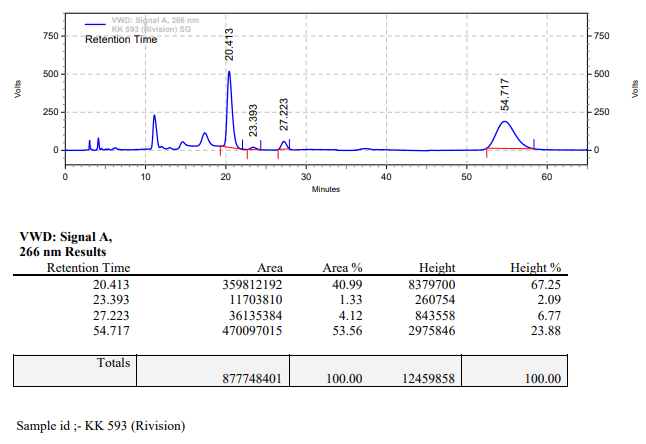 VWD: Signal A, 266 nm
KK 593 (Rivision) SG
Retention Time
750
500
250
0
Volts
20.413
23.393
27.223
54.717
750
500
250
0
Volts
0 10 20 30 40 50 60
Minutes
VWD: Signal A,
266 nm Results
Retention Time Area Area % Height Height %
20.413 359812192 40.99 8379700 67.25
23.393 11703810 1.33 260754 2.09
27.223 36135384 4.12 843558 6.77
54.717 470097015 53.56 2975846 23.88
Totals
877748401 100.00 12459858 100.00
Sample id ;- KK 593 (Rivision)